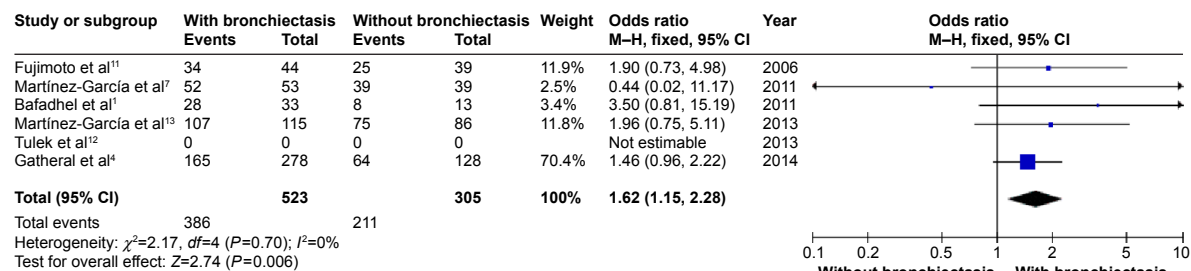 Study or subgroup With bronchiectasis Without bronchiectasis Weight Odds ratio Year Odds ratio
Events Total Events Total M–H, fixed, 95% CI M–H, fixed, 95% CI
Fujimoto et al¹¹ 34 44 25 39 11.9% 1.90 (0.73, 4.98) 2006
Martínez-García et al⁷ 52 53 39 39 2.5% 0.44 (0.02, 11.17) 2011
Bafadhel et al¹ 28 33 8 13 3.4% 3.50 (0.81, 15.19) 2011
Martínez-García et al¹³ 107 115 75 86 11.8% 1.96 (0.75, 5.11) 2013
Tulek et al¹² 0 0 0 0 Not estimable 2013
Gatheral et al⁴ 165 278 64 128 70.4% 1.46 (0.96, 2.22) 2014
Total (95% CI) 523 305 100% 1.62 (1.15, 2.28)
Total events 386 211
Heterogeneity: χ²=2.17, df=4 (P=0.70); I²=0%
Test for overall effect: Z=2.74 (P=0.006)
0.1 0.2 0.5 1 2 5 10
Without bronchiectasis With bronchiectasis